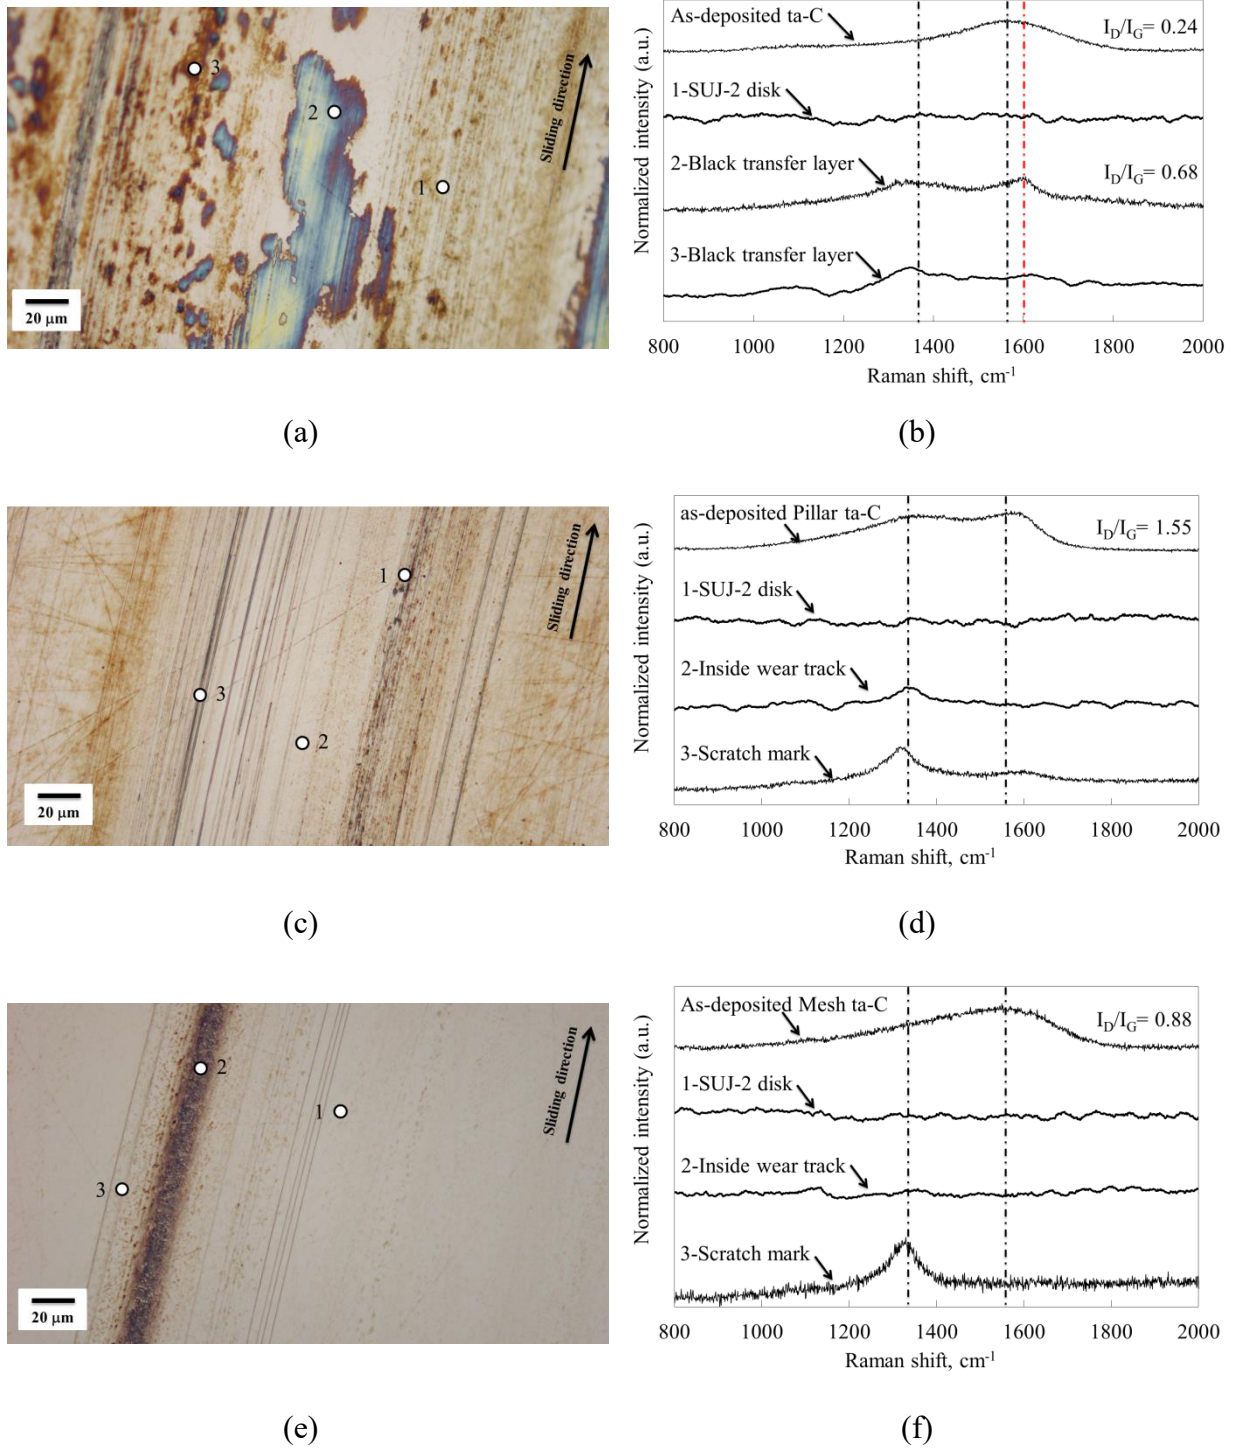 3
2
1
Sliding direction
20 μm
(a)
Normalized intensity (a.u.)
As-deposited ta-C
I_D/I_G= 0.24
1-SUJ-2 disk
2-Black transfer layer
I_D/I_G= 0.68
3-Black transfer layer
800 1000 1200 1400 1600 1800 2000
Raman shift, cm⁻¹
(b)
1
3
2
Sliding direction
20 μm
(c)
Normalized intensity (a.u.)
as-deposited Pillar ta-C
I_D/I_G= 1.55
1-SUJ-2 disk
2-Inside wear track
3-Scratch mark
800 1000 1200 1400 1600 1800 2000
Raman shift, cm⁻¹
(d)
2
1
3
Sliding direction
20 μm
(e)
Normalized intensity (a.u.)
As-deposited Mesh ta-C
I_D/I_G= 0.88
1-SUJ-2 disk
2-Inside wear track
3-Scratch mark
800 1000 1200 1400 1600 1800 2000
Raman shift, cm⁻¹
(f)